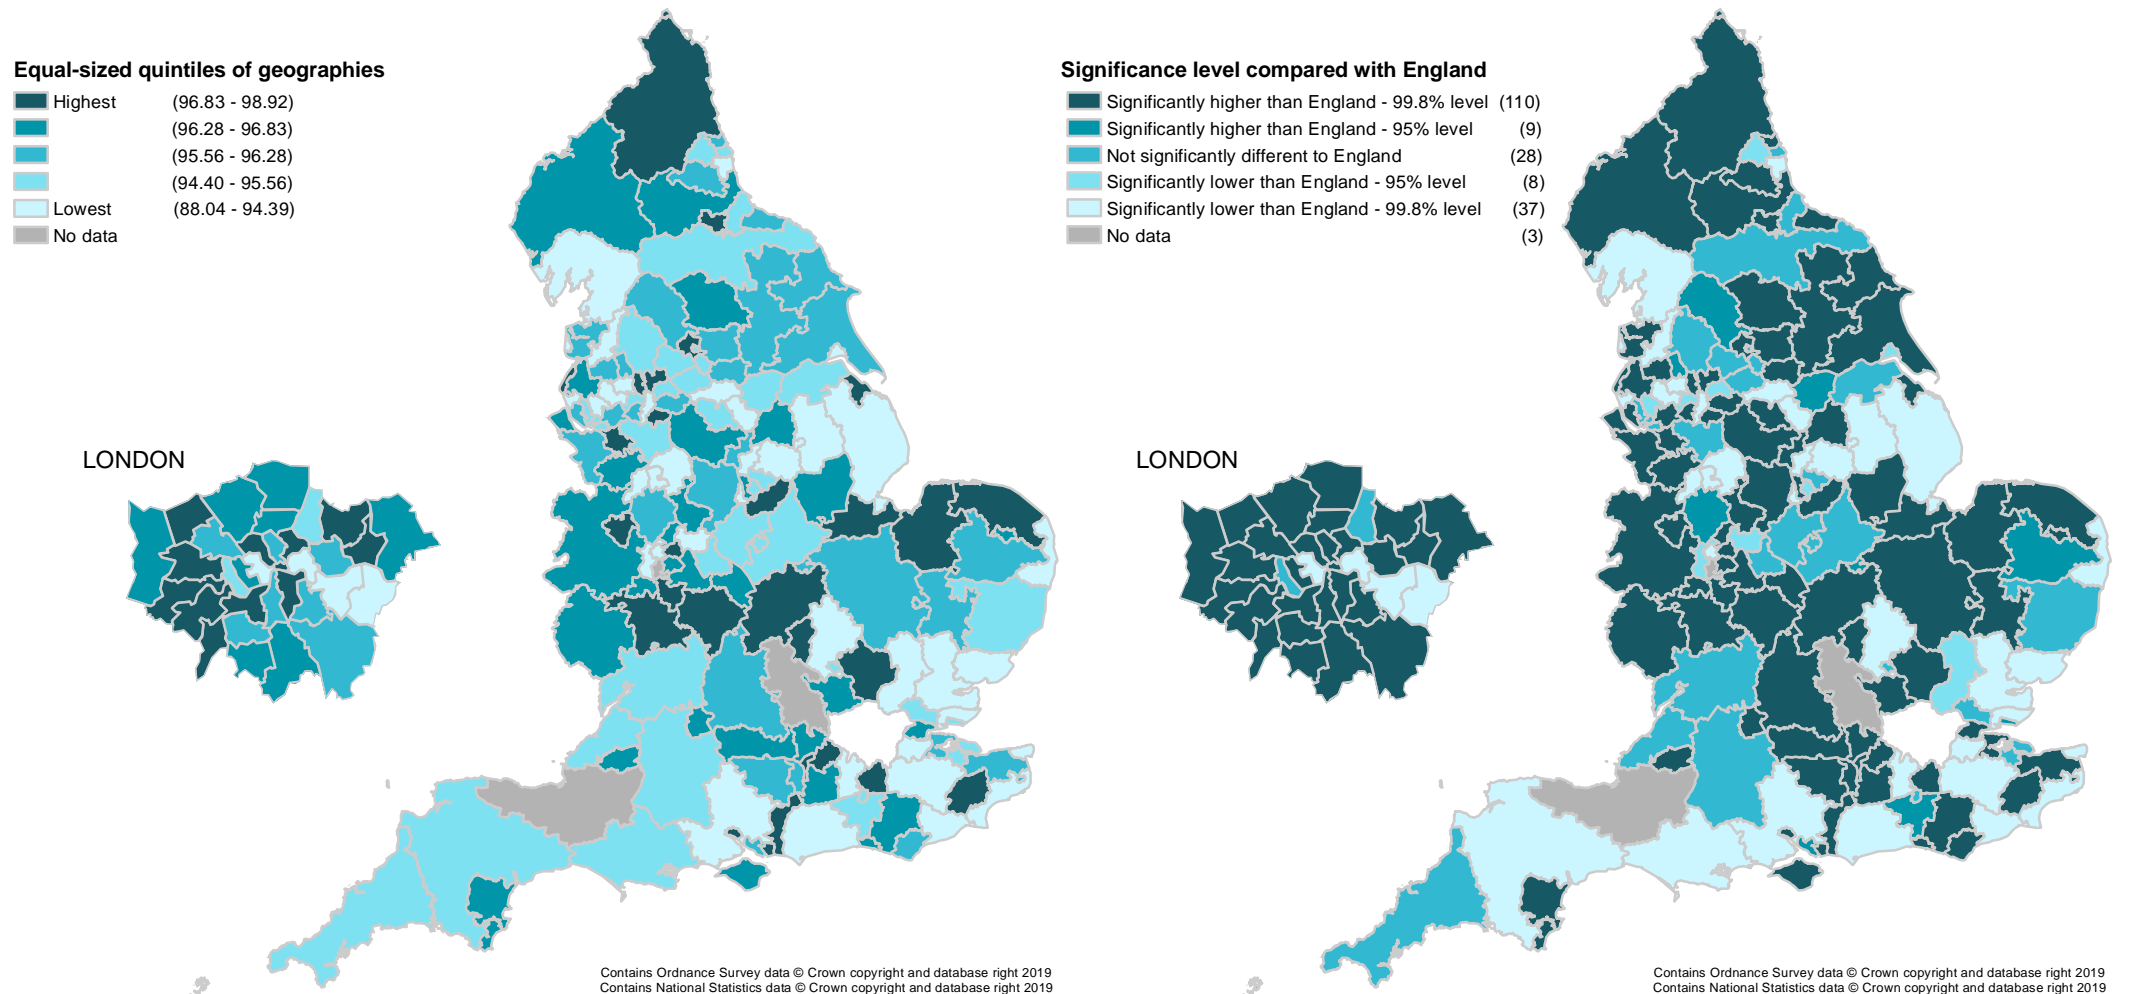 Equal-sized quintiles of geographies
Highest (96.83 - 98.92)
(96.28 - 96.83)
(95.56 - 96.28)
(94.40 - 95.56)
Lowest (88.04 - 94.39)
No data
LONDON
Contains Ordnance Survey data © Crown copyright and database right 2019
Contains National Statistics data © Crown copyright and database right 2019
Significance level compared with England
Significantly higher than England - 99.8% level (110)
Significantly higher than England - 95% level (9)
Not significantly different to England (28)
Significantly lower than England - 95% level (8)
Significantly lower than England - 99.8% level (37)
No data (3)
LONDON
Contains Ordnance Survey data © Crown copyright and database right 2019
Contains National Statistics data © Crown copyright and database right 2019